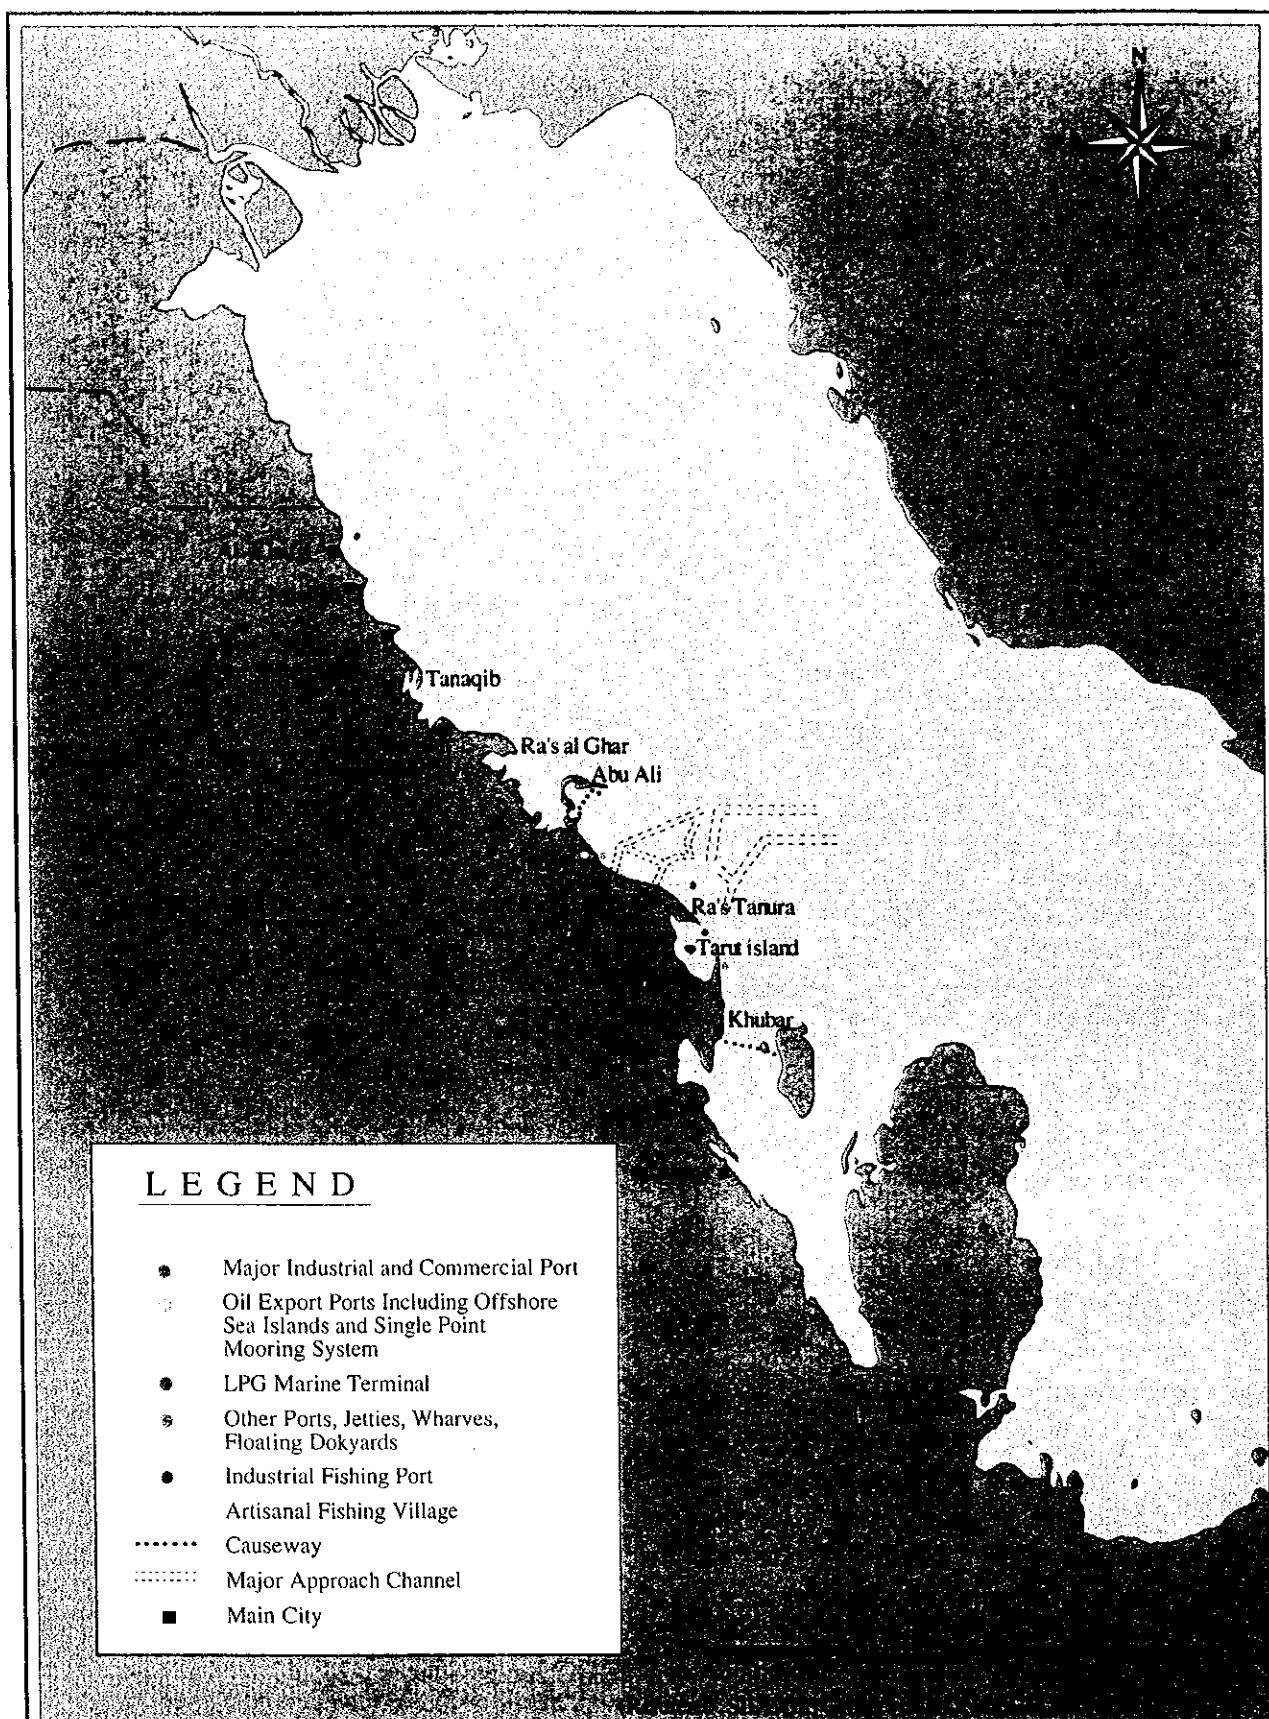 N
Tanaqib
Ra's al Ghar
Abu Ali
Ra's Tanura
Tarut island
Khubar
LEGEND
Major Industrial and Commercial Port
Oil Export Ports Including Offshore
Sea Islands and Single Point
Mooring System
LPG Marine Terminal
Other Ports, Jetties, Wharves,
Floating Dokyards
Industrial Fishing Port
Artisanal Fishing Village
Causeway
Major Approach Channel
Main City